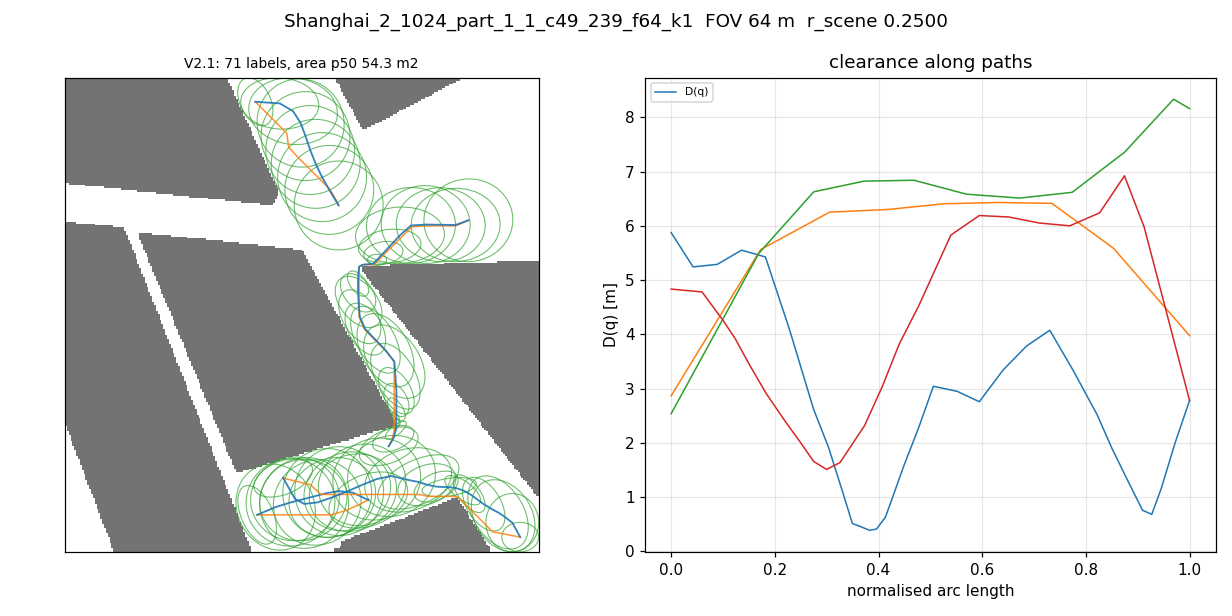 Shanghai_2_1024_part_1_1_c49_239_f64_k1 FOV 64 m r_scene 0.2500
V2.1: 71 labels, area p50 54.3 m2
clearance along paths
D(q)
D(q) [m]
8
7
6
5
4
3
2
1
0
0.0 0.2 0.4 0.6 0.8 1.0
normalised arc length